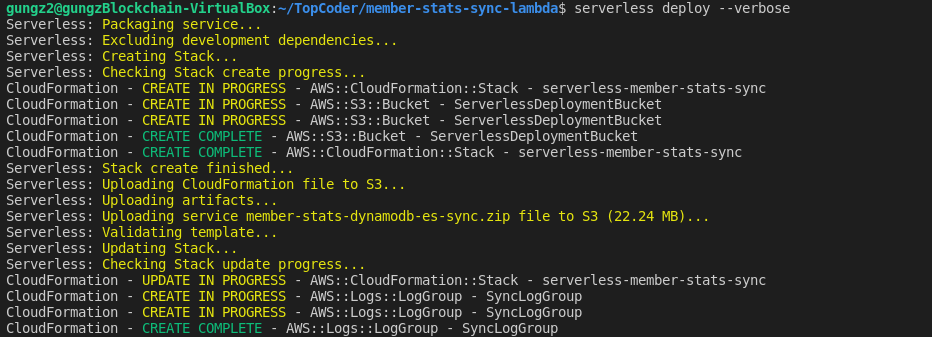 gungz2@gungzBlockchain-VirtualBox:~/TopCoder/member-stats-sync-lambda$ serverless deploy --verbose
Serverless: Packaging service...
Serverless: Excluding development dependencies...
Serverless: Creating Stack...
Serverless: Checking Stack create progress...
CloudFormation - CREATE IN PROGRESS - AWS::CloudFormation::Stack - serverless-member-stats-sync
CloudFormation - CREATE IN PROGRESS - AWS::S3::Bucket - ServerlessDeploymentBucket
CloudFormation - CREATE IN PROGRESS - AWS::S3::Bucket - ServerlessDeploymentBucket
CloudFormation - CREATE COMPLETE - AWS::S3::Bucket - ServerlessDeploymentBucket
CloudFormation - CREATE COMPLETE - AWS::CloudFormation::Stack - serverless-member-stats-sync
Serverless: Stack create finished...
Serverless: Uploading CloudFormation file to S3...
Serverless: Uploading artifacts...
Serverless: Uploading service member-stats-dynamodb-es-sync.zip file to S3 (22.24 MB)...
Serverless: Validating template...
Serverless: Updating Stack...
Serverless: Checking Stack update progress...
CloudFormation - UPDATE IN PROGRESS - AWS::CloudFormation::Stack - serverless-member-stats-sync
CloudFormation - CREATE IN PROGRESS - AWS::Logs::LogGroup - SyncLogGroup
CloudFormation - CREATE IN PROGRESS - AWS::Logs::LogGroup - SyncLogGroup
CloudFormation - CREATE COMPLETE - AWS::Logs::LogGroup - SyncLogGroup